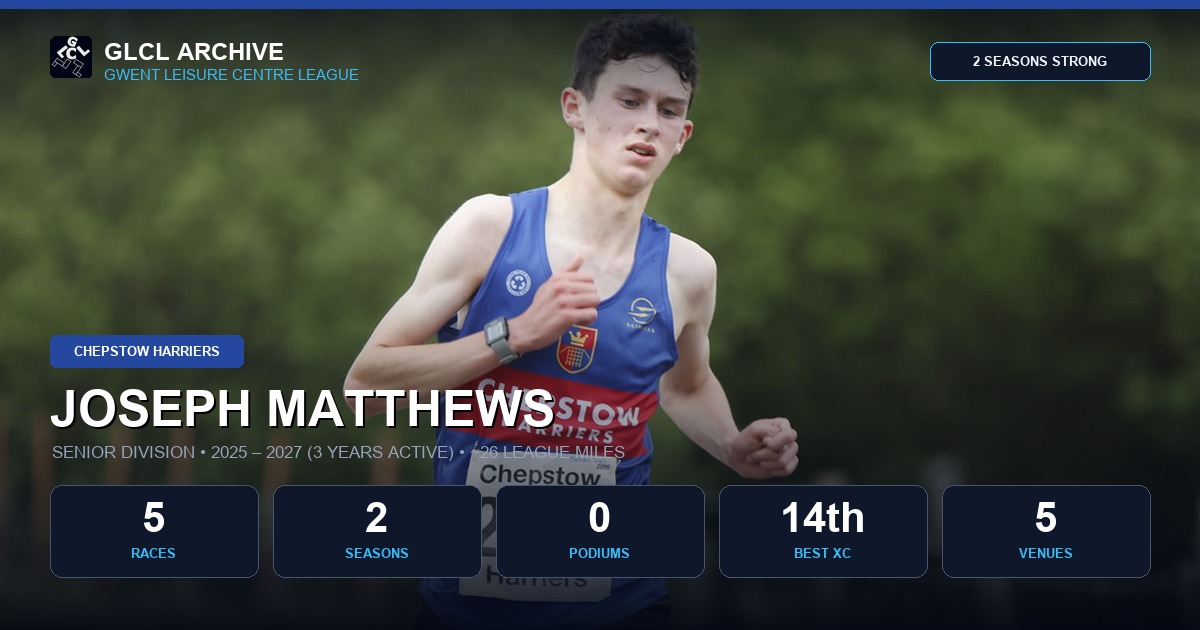 GLCL ARCHIVE
GWENT LEISURE CENTRE LEAGUE
2 SEASONS STRONG
CHEPSTOW HARRIERS
JOSEPH MATTHEWS
SENIOR DIVISION • 2025 – 2027 (3 YEARS ACTIVE) • ~26 LEAGUE MILES
CHEPSTOW
HARRIERS
Chepstow
2
Harriers
5
RACES
2
SEASONS
0
PODIUMS
14th
BEST XC
5
VENUES